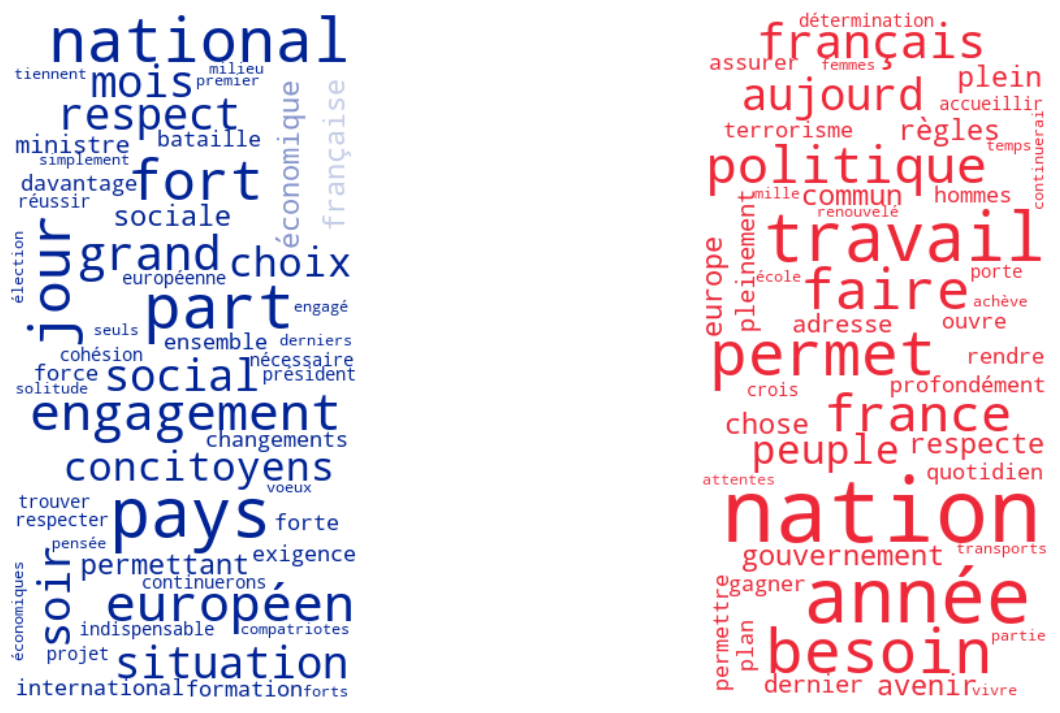 national
tiennent
mois
milieu
premier
respect
économique
française
ministre
bataille
simplement
davantage
fort
réussir
sociale
jour
élection
grand
choix
européenne
part
engagé
seuls
ensemble
derniers
cohésion
nécessaire
force
social
président
solitude
engagement
changements
concitoyens
voeux
trouver
pays
respecter
forte
pensée
soir
permettant
exigence
économiques
continuerons
européen
indispensable
compatriotes
projet
situation
international
formation
forts
détermination
français
assurer
femmes
plein
aujourd
accueillir
terrorisme
règles
temps
continuerai
politique
mille
commun
hommes
renouvelé
pleinement
travail
europe
école
faire
porte
achève
adresse
ouvre
permet
rendre
crois
profondément
chose
france
peuple
respecte
quotidien
attentes
nation
gouvernement
transports
permettre
gagner
année
plan
besoin
partie
dernier
avenir
vivre